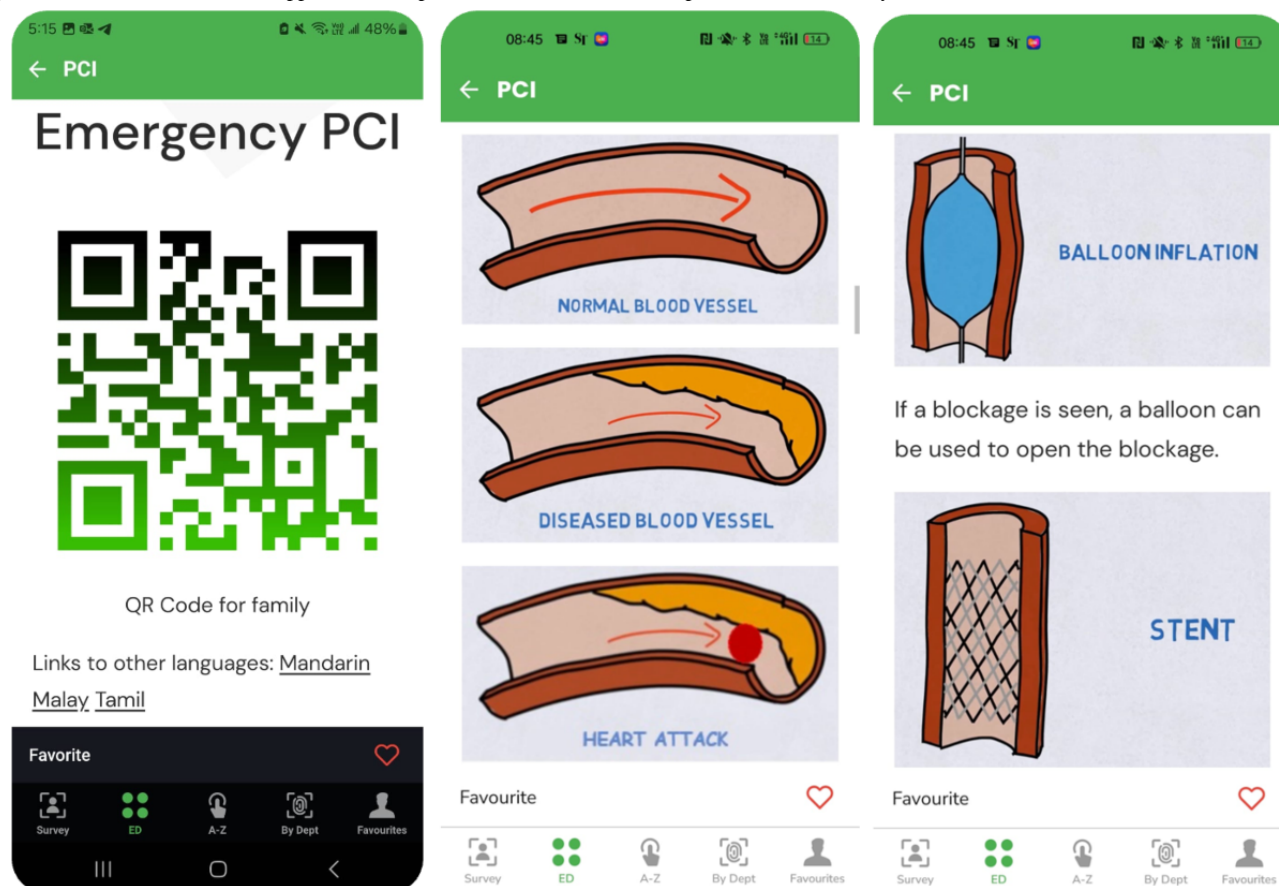 5:15
48%
PCI
Emergency PCI
QR Code for family
Links to other languages: Mandarin
Malay Tamil
Favorite
Survey
ED
A-Z
By Dept
Favourites
08:45
14
PCI
NORMAL BLOOD VESSEL
DISEASED BLOOD VESSEL
HEART ATTACK
Favourite
Survey
ED
A-Z
By Dept
Favourites
08:45
14
PCI
BALLOON INFLATION
If a blockage is seen, a balloon can
be used to open the blockage.
STENT
Favourite
Survey
ED
A-Z
By Dept
Favourites